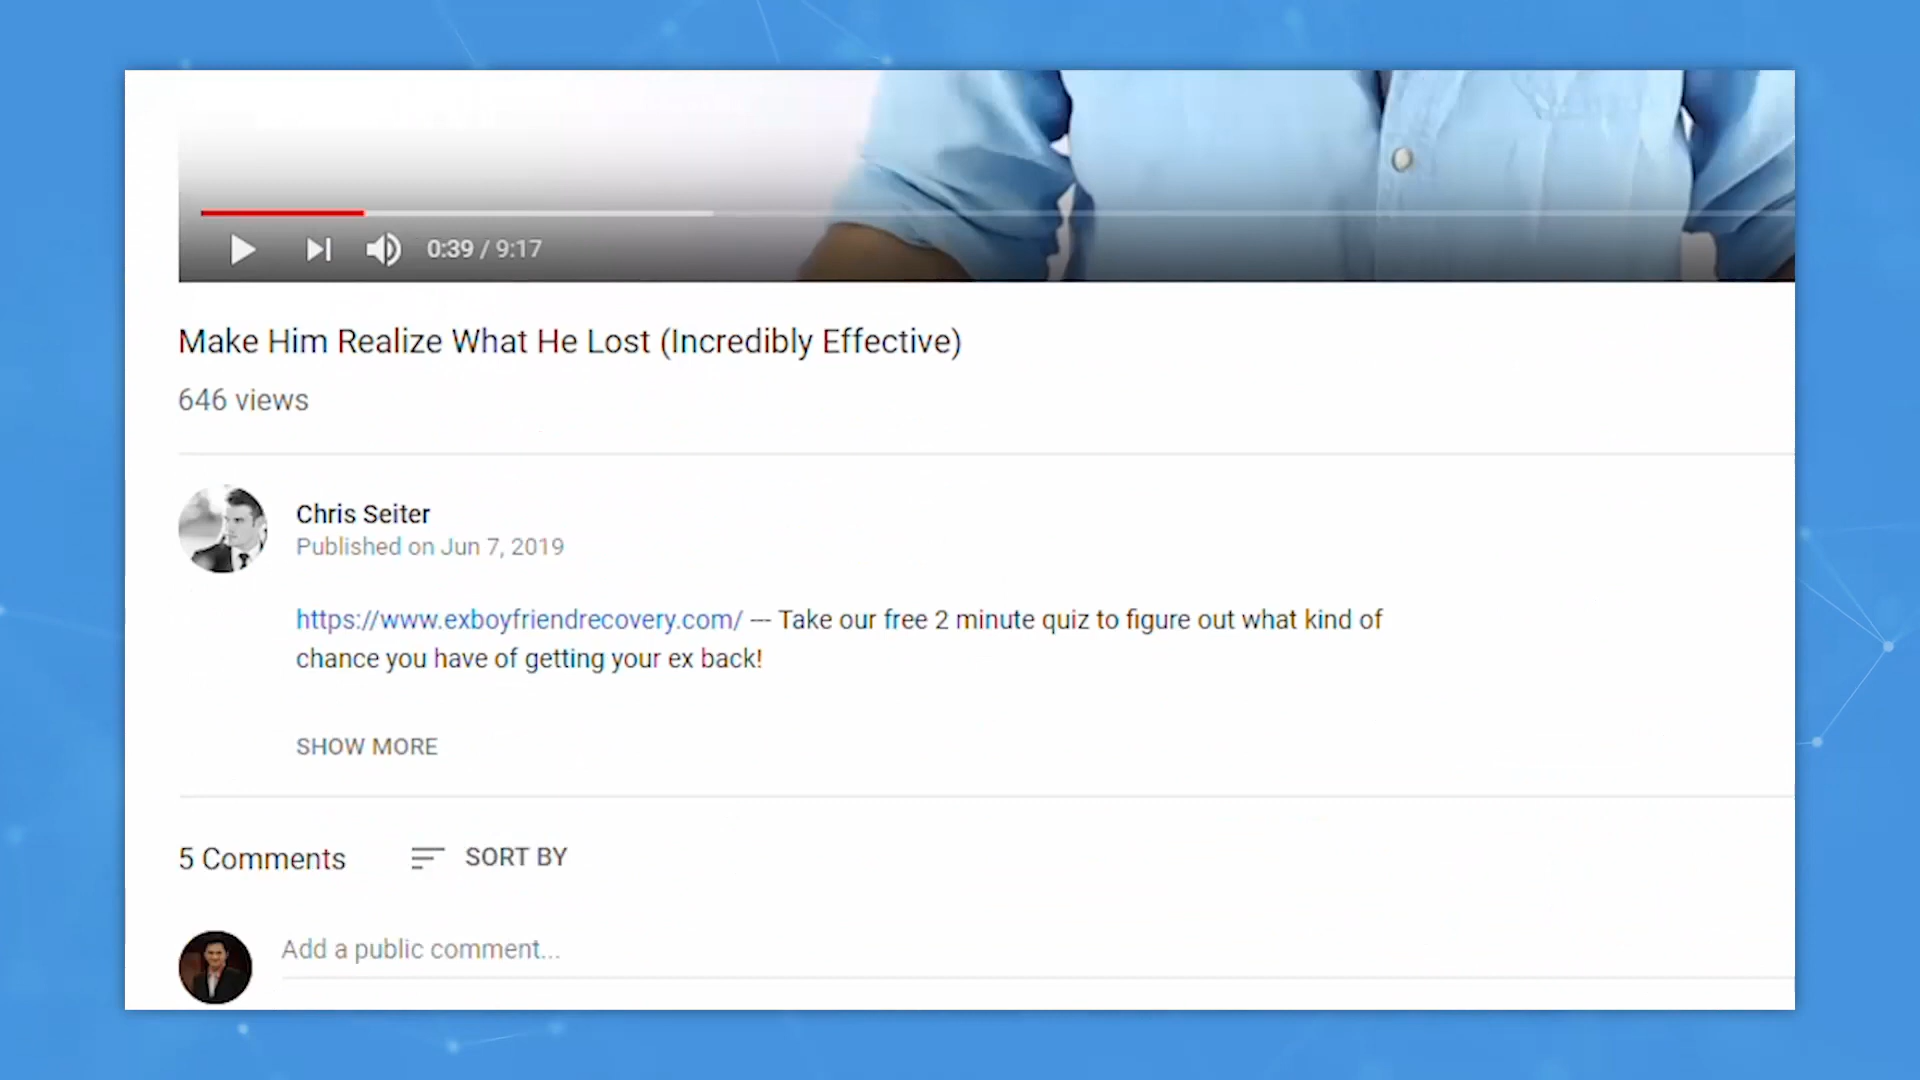 0:39 / 9:17
Make Him Realize What He Lost (Incredibly Effective)
646 views
Chris Seiter
Published on Jun 7, 2019
https://www.exboyfriendrecovery.com/ --- Take our free 2 minute quiz to figure out what kind of
chance you have of getting your ex back!
SHOW MORE
5 Comments SORT BY
Add a public comment...